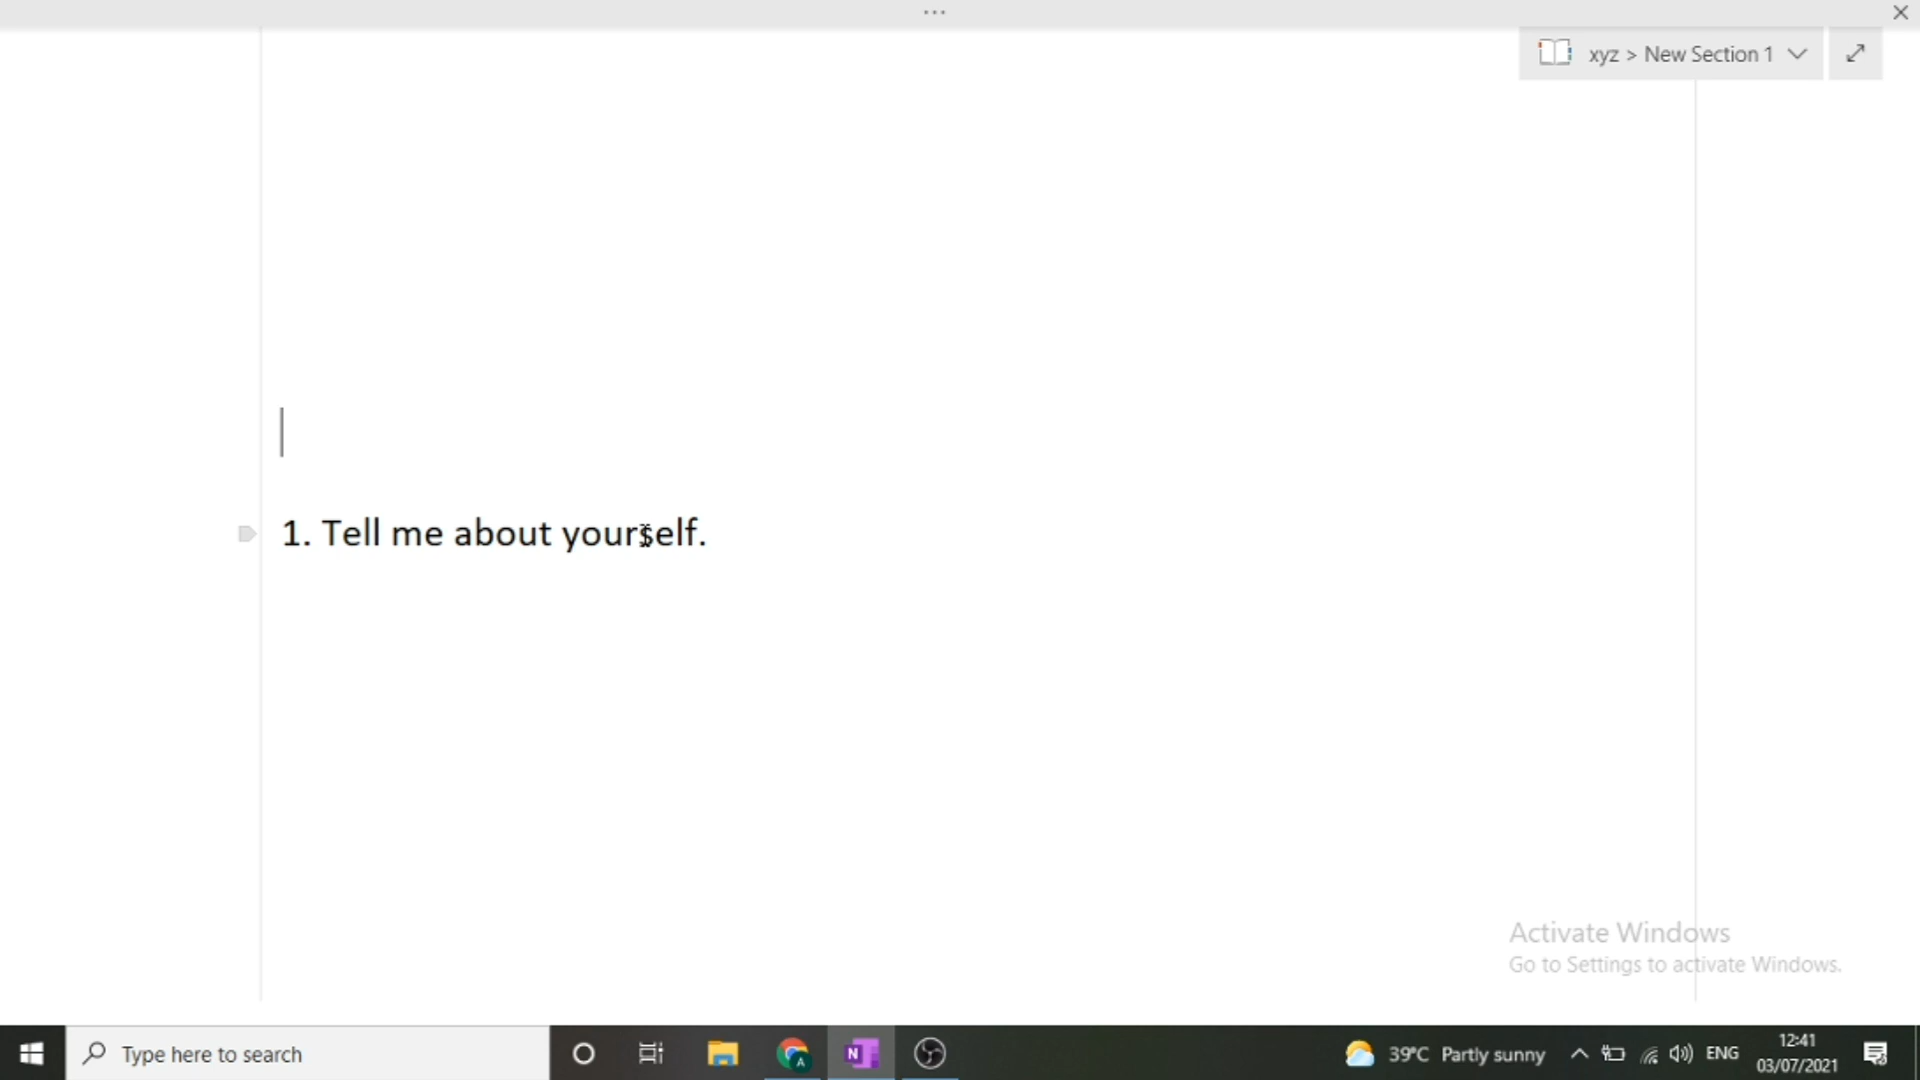 xyz > New Section 1
1. Tell me about yourself.
Activate Windows
Go to Settings to activate Windows.
Type here to search
39°C Partly sunny
ENG
12:41
03/07/2021